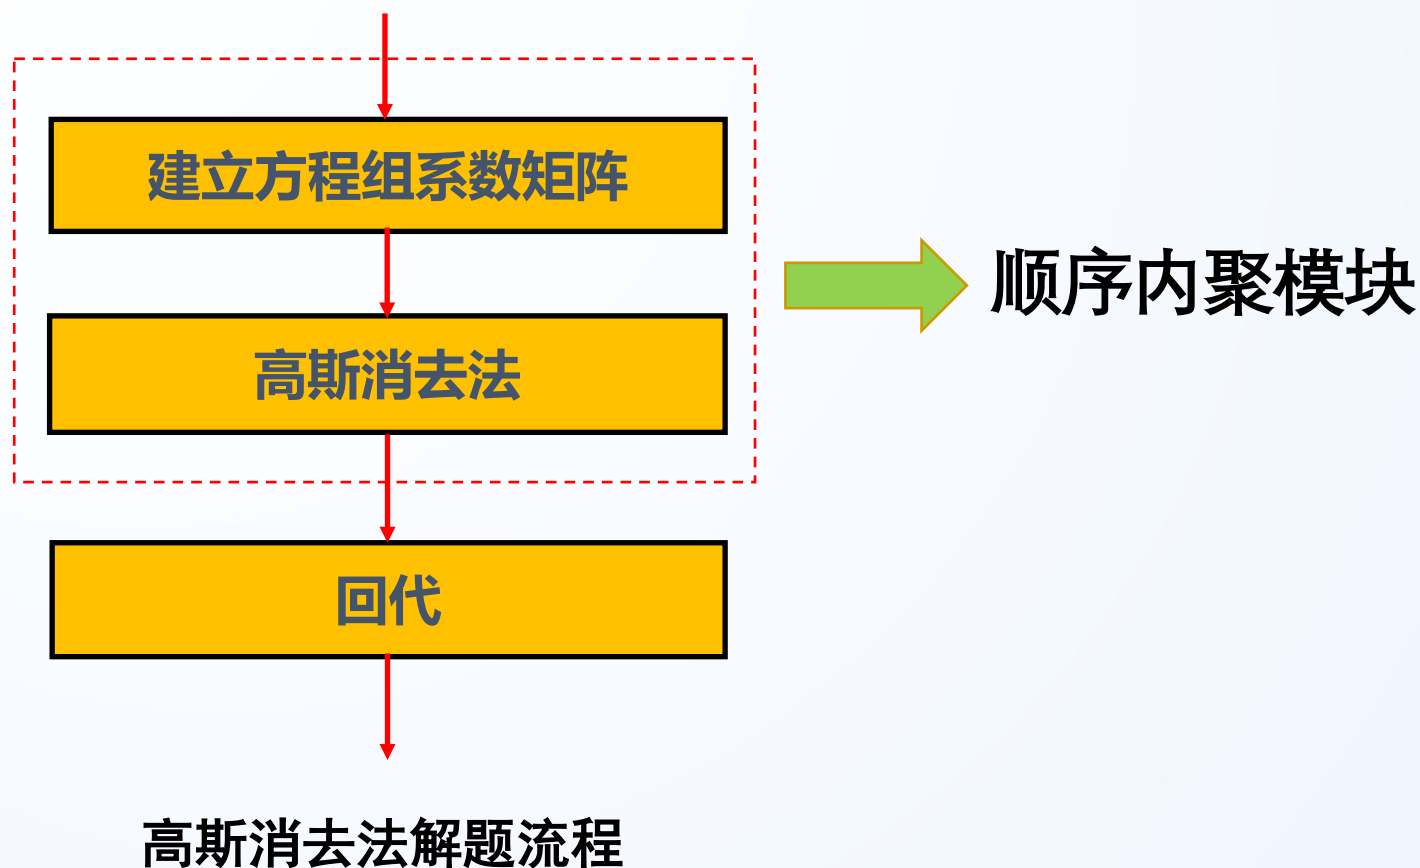 建立方程组系数矩阵
高斯消去法
顺序内聚模块
回代
高斯消去法解题流程